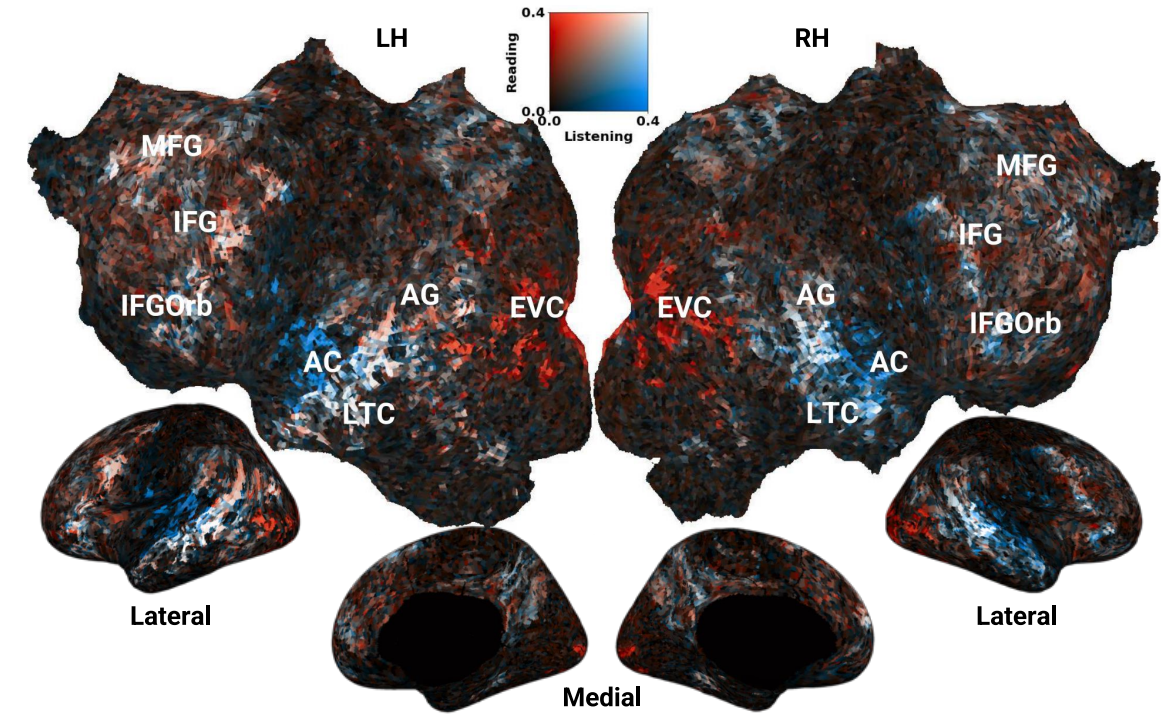 LH
RH
0.4
Reading
0.0
0.0
0.4
Listening
MFG
IFG
IFGOrb
AG
EVC
AC
LTC
MFG
IFG
AG
EVC
IFGOrb
AC
LTC
Lateral
Lateral
Medial